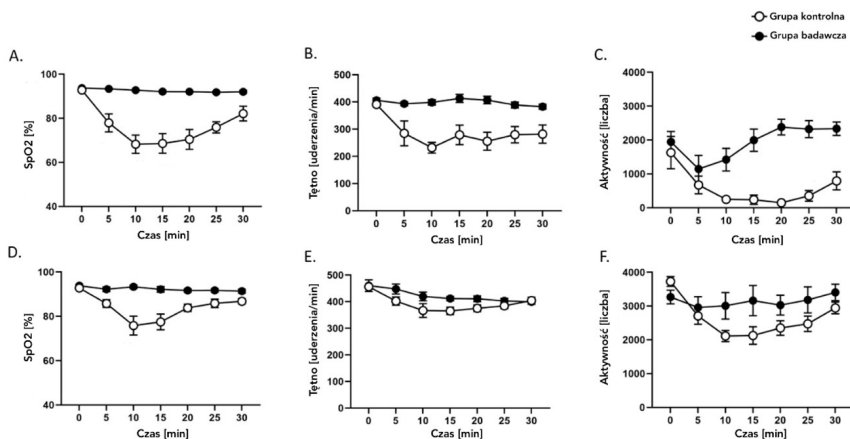 Grupa kontrolna
Grupa badawcza
A.
SpO2 [%]
100
80
60
40
0 5 10 15 20 25 30
Czas [min]
B.
Tętno [uderzenia/min]
500
400
300
200
100
0
0 5 10 15 20 25 30
Czas [min]
C.
Aktywność [liczba]
4000
3000
2000
1000
0
0 5 10 15 20 25 30
Czas [min]
D.
SpO2 [%]
100
80
60
40
0 5 10 15 20 25 30
Czas [min]
E.
Tętno [uderzenia/min]
500
400
300
200
100
0
0 5 10 15 20 25 30
Czas [min]
F.
Aktywność [liczba]
4000
3000
2000
1000
0
0 5 10 15 20 25 30
Czas [min]